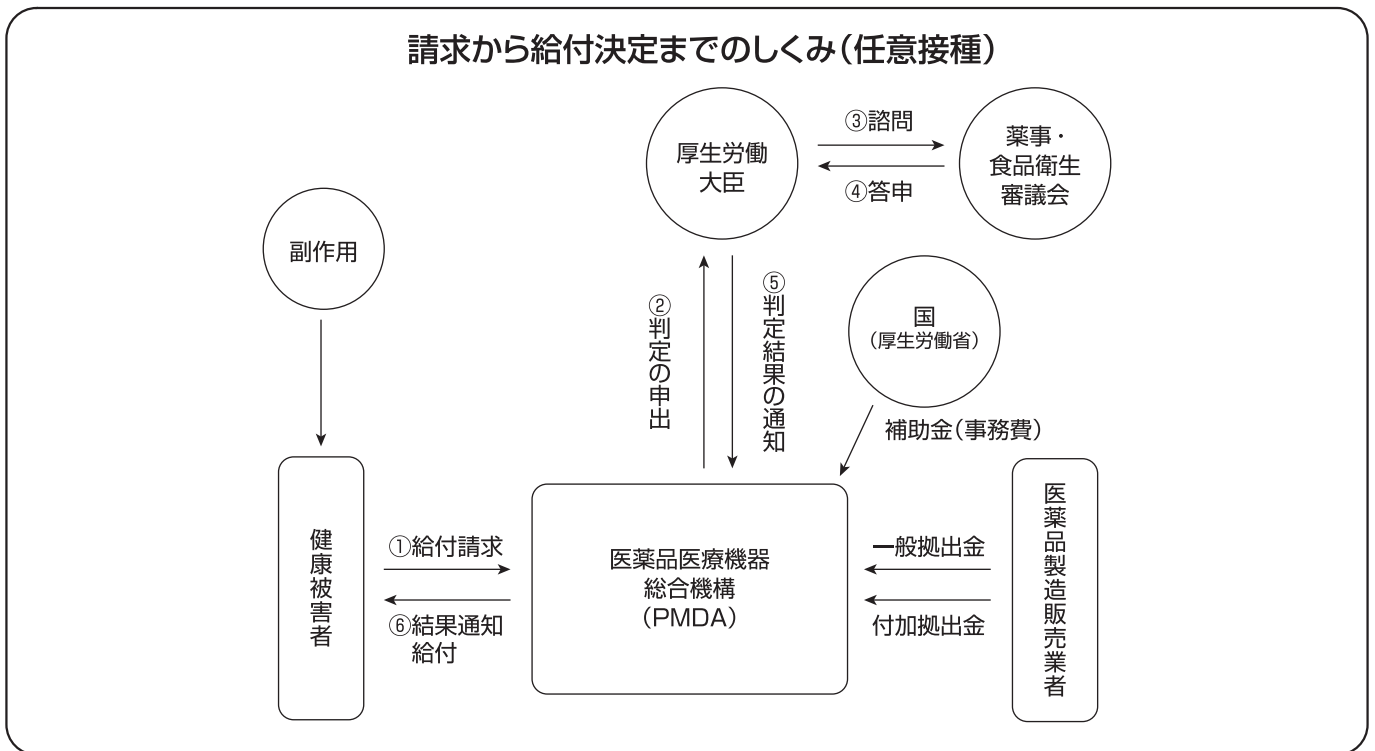 請求から給付決定までのしくみ（任意接種）
厚生労働
大臣
③諮問
④答申
薬事・
食品衛生
審議会
副作用
②判定の申出
⑤判定結果の通知
国
（厚生労働省）
補助金（事務費）
健康被害者
①給付請求
⑥結果通知
給付
医薬品医療機器
総合機構
（PMDA）
一般拠出金
付加拠出金
医薬品製造販売業者